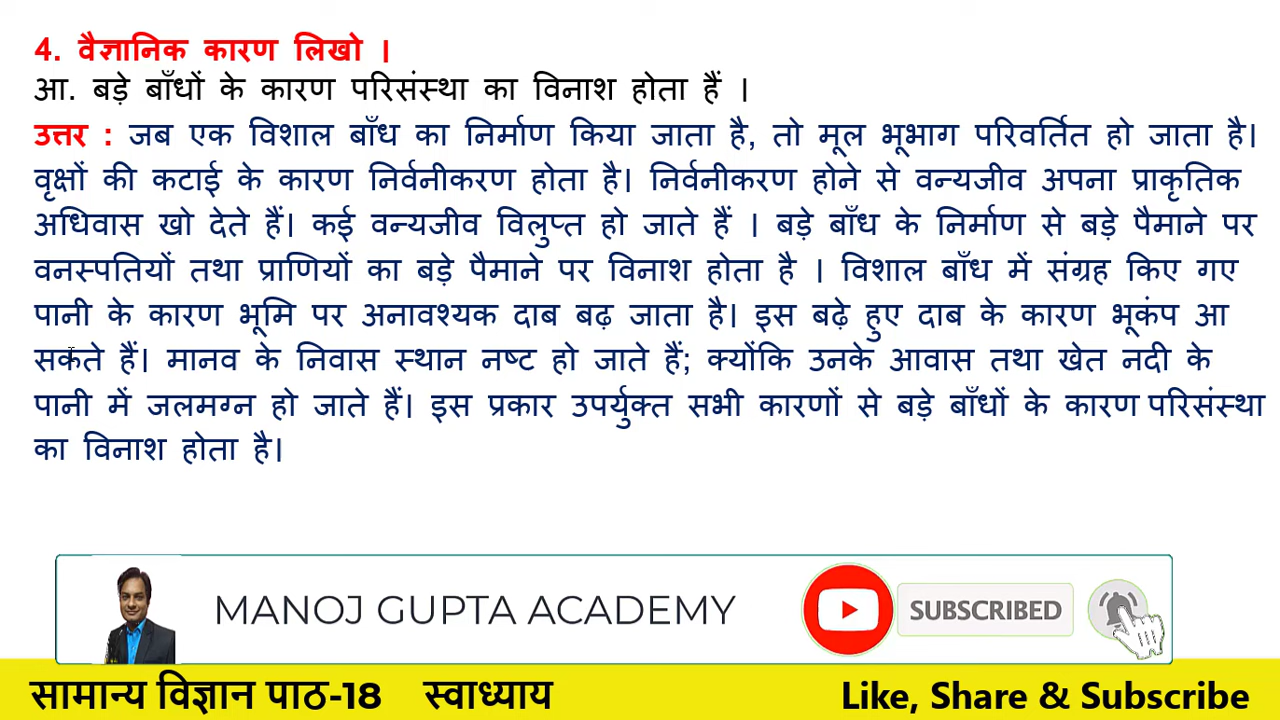 4. वैज्ञानिक कारण लिखो ।
आ. बड़े बाँधों के कारण परिसंस्था का विनाश होता हैं ।
उत्तर : जब एक विशाल बाँध का निर्माण किया जाता है, तो मूल भूभाग परिवर्तित हो जाता है।
वृक्षों की कटाई के कारण निर्वनीकरण होता है। निर्वनीकरण होने से वन्यजीव अपना प्राकृतिक
अधिवास खो देते हैं। कई वन्यजीव विलुप्त हो जाते हैं । बड़े बाँध के निर्माण से बड़े पैमाने पर
वनस्पतियों तथा प्राणियों का बड़े पैमाने पर विनाश होता है । विशाल बाँध में संग्रह किए गए
पानी के कारण भूमि पर अनावश्यक दाब बढ़ जाता है। इस बढ़े हुए दाब के कारण भूकंप आ
सकते हैं। मानव के निवास स्थान नष्ट हो जाते हैं; क्योंकि उनके आवास तथा खेत नदी के
पानी में जलमग्न हो जाते हैं। इस प्रकार उपर्युक्त सभी कारणों से बड़े बाँधों के कारण परिसंस्था
का विनाश होता है।
MANOJ GUPTA ACADEMY
SUBSCRIBED
सामान्य विज्ञान पाठ-18 स्वाध्याय
Like, Share & Subscribe